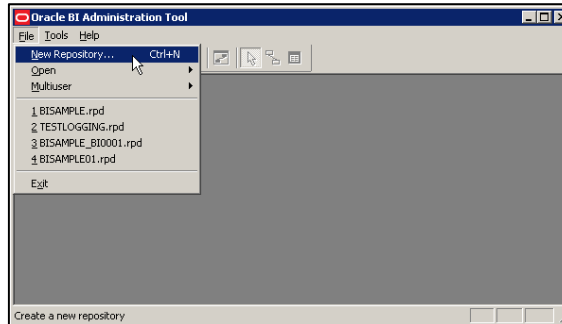 Oracle BI Administration Tool
File Tools Help
New Repository... Ctrl+N
Open
Multiuser
1 BISAMPLE.rpd
2 TESTLOGGING.rpd
3 BISAMPLE_BI0001.rpd
4 BISAMPLE01.rpd
Exit
Create a new repository